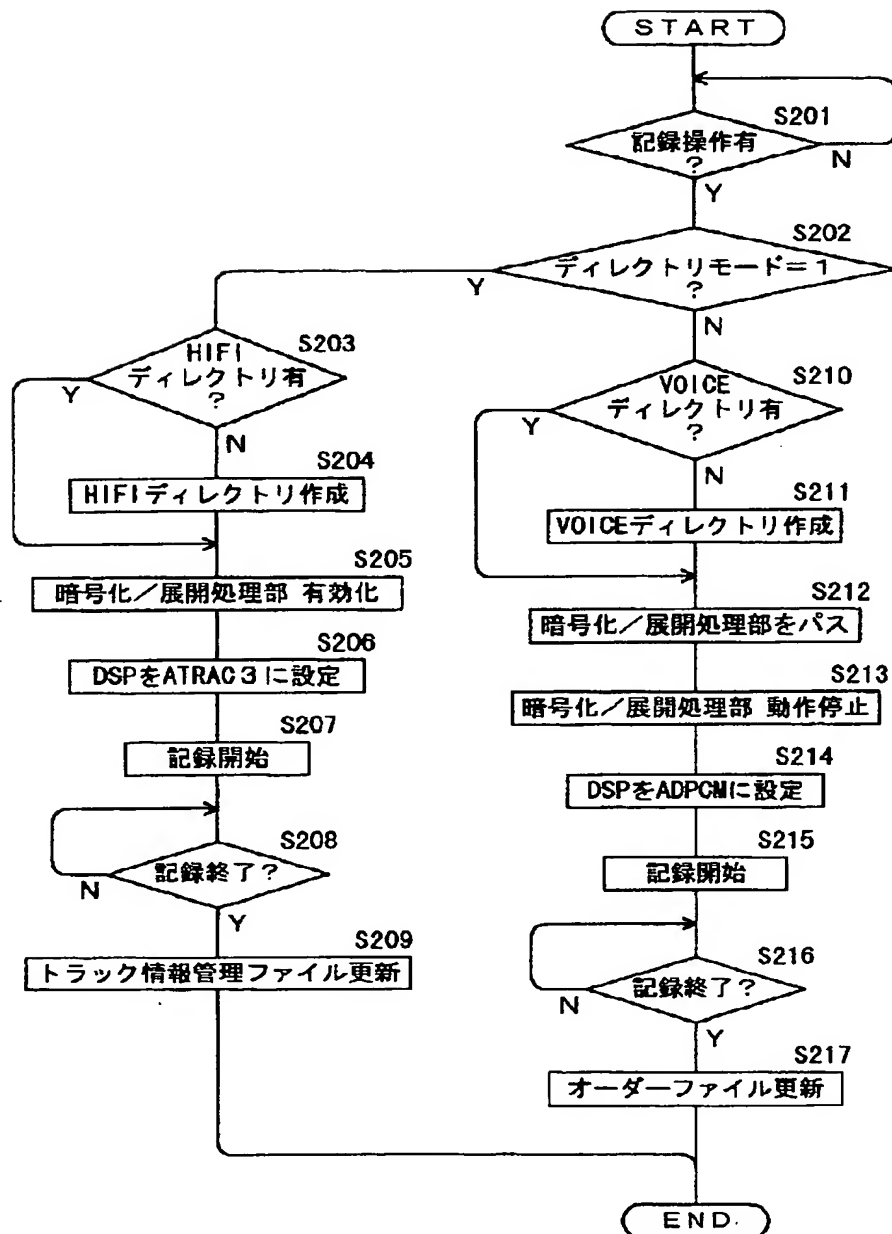 START
S201
記録操作有
?
N
Y
S202
ディレクトリモード=1
?
Y
N
S203
HIFI
ディレクトリ有
?
Y
N
S204
HIFIディレクトリ作成
S205
暗号化/展開処理部 有効化
S206
DSPをATRAC3に設定
S207
記録開始
S208
記録終了?
N
Y
S209
トラック情報管理ファイル更新
S210
VOICE
ディレクトリ有
?
Y
N
S211
VOICEディレクトリ作成
S212
暗号化/展開処理部をパス
S213
暗号化/展開処理部 動作停止
S214
DSPをADPCMに設定
S215
記録開始
S216
記録終了?
N
Y
S217
オーダーファイル更新
END